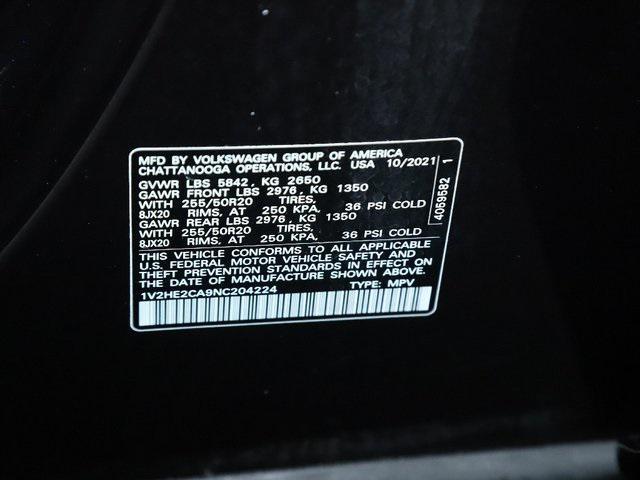 MFD BY VOLKSWAGEN GROUP OF AMERICA
CHATTANOOGA OPERATIONS, LLC. USA 10/2021
GVWR LBS 5842, KG 2650
GAWR FRONT LBS 2976, KG 1350
WITH 255/50R20 TIRES,
8JX20 RIMS, AT 250 KPA, 36 PSI COLD
GAWR REAR LBS 2976, KG 1350
WITH 255/50R20 TIRES,
8JX20 RIMS, AT 250 KPA, 36 PSI COLD
THIS VEHICLE CONFORMS TO ALL APPLICABLE
U.S. FEDERAL MOTOR VEHICLE SAFETY AND
THEFT PREVENTION STANDARDS IN EFFECT ON
THE DATE OF MANUFACTURE SHOWN ABOVE.
1V2HE2CA9NC204224 TYPE: MPV
4059582 1